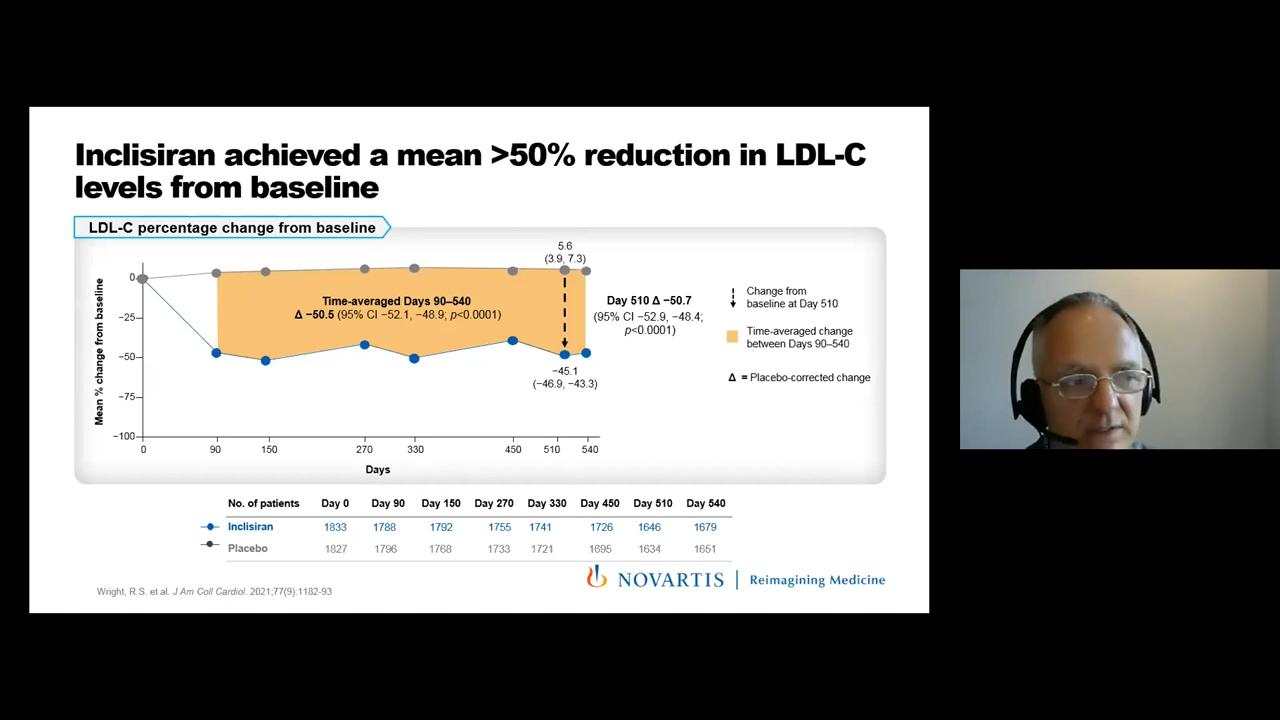 Inclisiran achieved a mean >50% reduction in LDL-C
levels from baseline
LDL-C percentage change from baseline
Mean % change from baseline
0
−25
−50
−75
−100
5.6
(3.9, 7.3)
Time-averaged Days 90–540
Δ −50.5 (95% CI −52.1, −48.9; p<0.0001)
−45.1
(−46.9, −43.3)
Day 510 Δ −50.7
(95% CI −52.9, −48.4;
p<0.0001)
Change from
baseline at Day 510
Time-averaged change
between Days 90–540
Δ = Placebo-corrected change
0 90 150 270 330 450 510 540
Days
No. of patients Day 0 Day 90 Day 150 Day 270 Day 330 Day 450 Day 510 Day 540
Inclisiran 1833 1788 1792 1755 1741 1726 1646 1679
Placebo 1827 1796 1768 1733 1721 1695 1634 1651
Wright, R.S. et al. J Am Coll Cardiol. 2021;77(9):1182-93
NOVARTIS | Reimagining Medicine